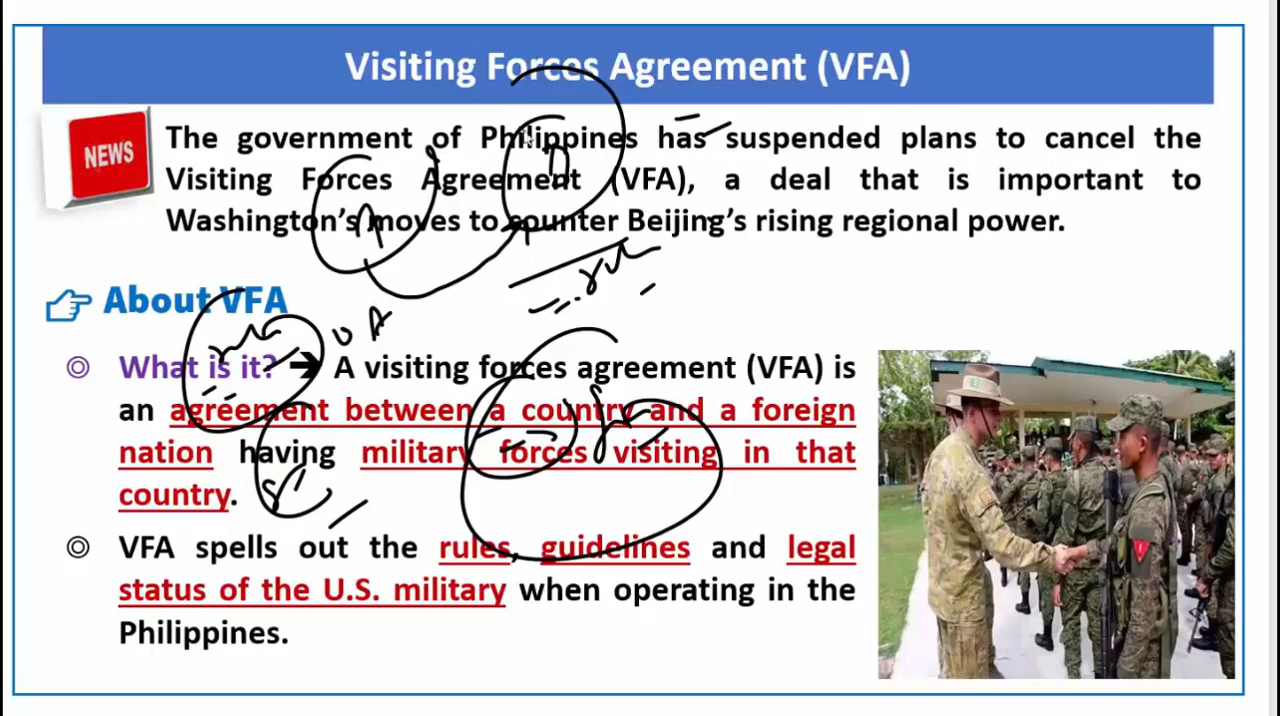 Visiting Forces Agreement (VFA)
NEWS
The government of Philippines has suspended plans to cancel the
Visiting Forces Agreement (VFA), a deal that is important to
Washington's moves to counter Beijing's rising regional power.
About VFA
What is it? ➔ A visiting forces agreement (VFA) is
an agreement between a country and a foreign
nation having military forces visiting in that
country.
VFA spells out the rules, guidelines and legal
status of the U.S. military when operating in the
Philippines.